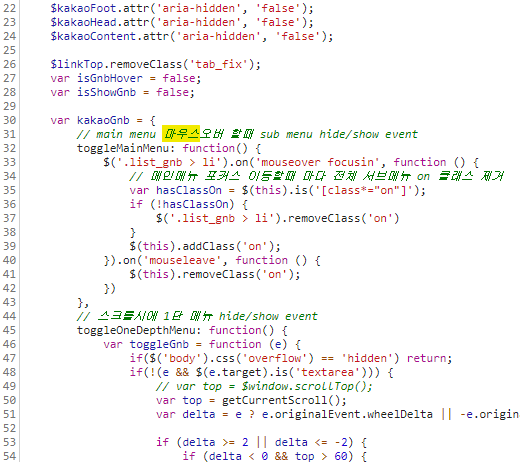 22 $kakaoFoot.attr('aria-hidden', 'false');
23 $kakaoHead.attr('aria-hidden', 'false');
24 $kakaoContent.attr('aria-hidden', 'false');
25
26 $linkTop.removeClass('tab_fix');
27 var isGnbHover = false;
28 var isShowGnb = false;
29
30 var kakaoGnb = {
31 // main menu 마우스오버 할때 sub menu hide/show event
32 toggleMainMenu: function() {
33 $('.list_gnb > li').on('mouseover focusin', function () {
34 // 메인메뉴 포커스 이동할때 마다 전체 서브메뉴 on 클래스 제거
35 var hasClassOn = $(this).is('[class*="on"]');
36 if (!hasClassOn) {
37 $('.list_gnb > li').removeClass('on')
38 }
39 $(this).addClass('on');
40 }).on('mouseleave', function () {
41 $(this).removeClass('on');
42 })
43 },
44 // 스크롤시에 1단 메뉴 hide/show event
45 toggleOneDepthMenu: function() {
46 var toggleGnb = function (e) {
47 if($('body').css('overflow') == 'hidden') return;
48 if(!(e && $(e.target).is('textarea'))) {
49 // var top = $window.scrollTop();
50 var top = getCurrentScroll();
51 var delta = e ? e.originalEvent.wheelDelta || -e.origin
52
53 if (delta >= 2 || delta <= -2) {
54 if (delta < 0 && top > 60) {